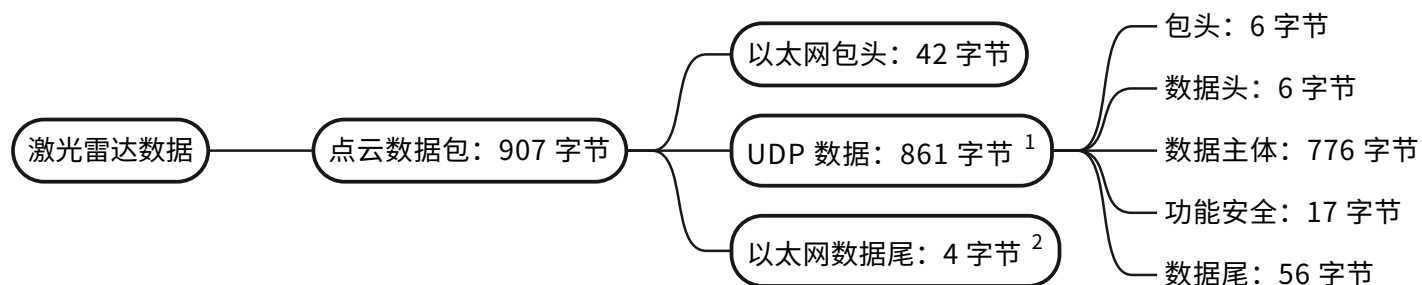 激光雷达数据
点云数据包：907 字节
以太网包头：42 字节
UDP 数据：861 字节 1
以太网数据尾：4 字节 2
包头：6 字节
数据头：6 字节
数据主体：776 字节
功能安全：17 字节
数据尾：56 字节